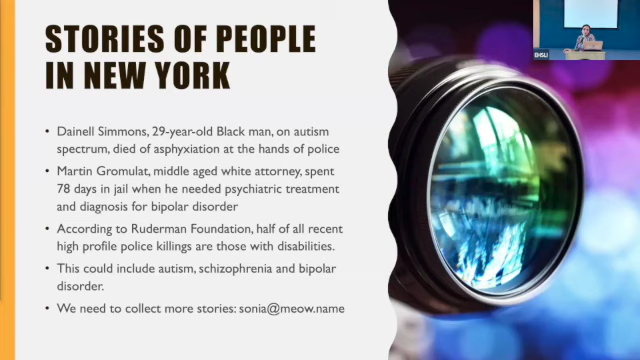 STORIES OF PEOPLE
IN NEW YORK
• Dainell Simmons, 29-year-old Black man, on autism
spectrum, died of asphyxiation at the hands of police
• Martin Gromulat, middle aged white attorney, spent
78 days in jail when he needed psychiatric treatment
and diagnosis for bipolar disorder
• According to Ruderman Foundation, half of all recent
high profile police killings are those with disabilities.
• This could include autism, schizophrenia and bipolar
disorder.
• We need to collect more stories: sonia@meow.name
EHSLI